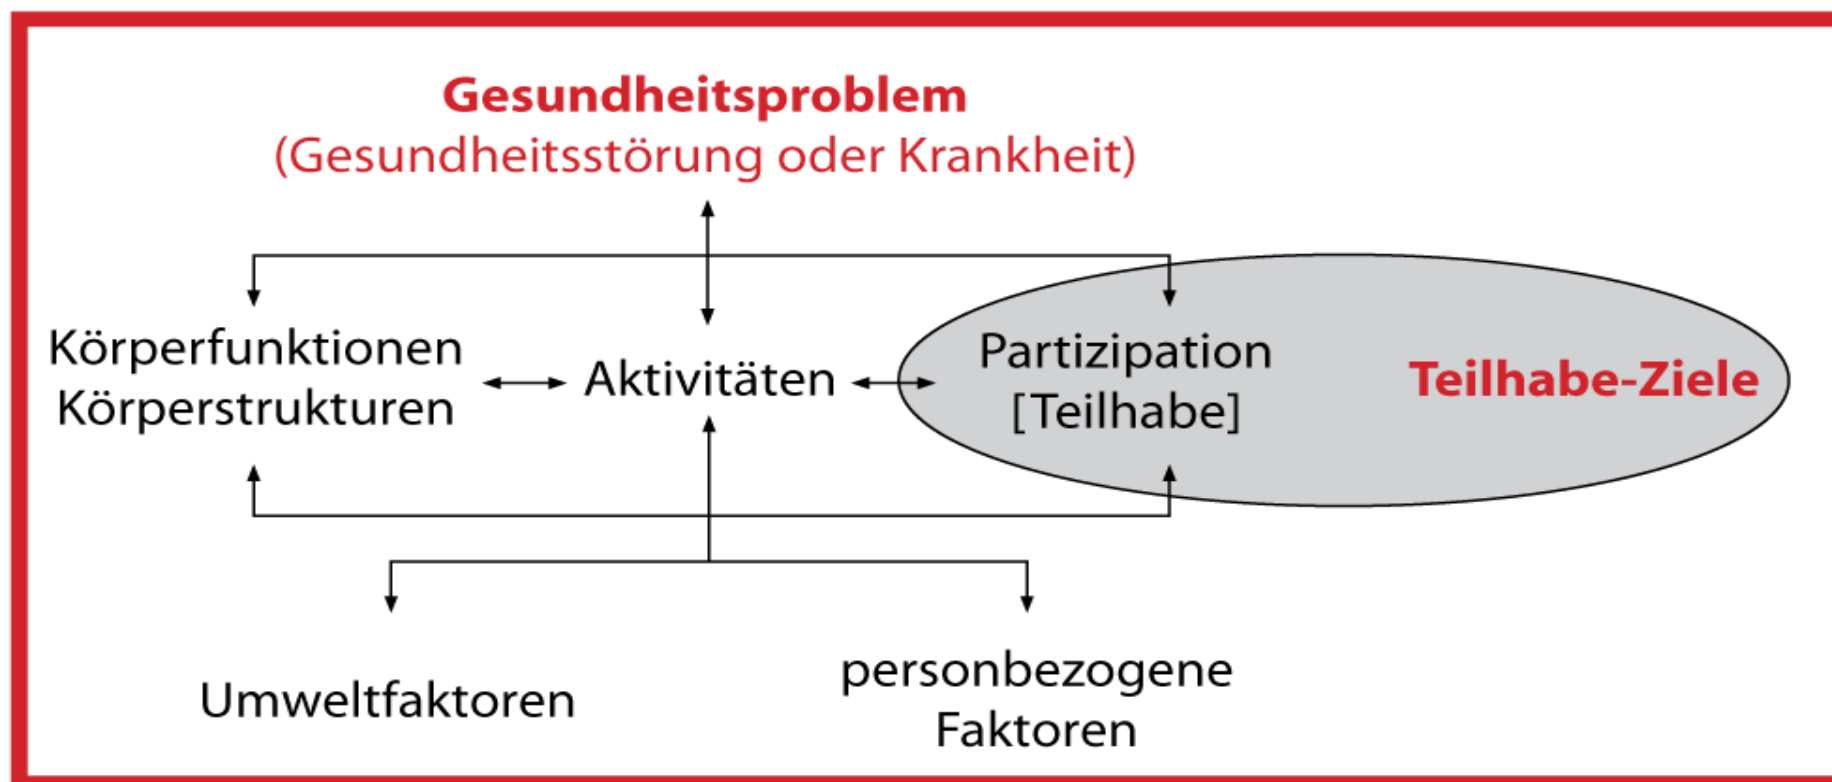 Gesundheitsproblem
(Gesundheitsstörung oder Krankheit)
Körperfunktionen
Körperstrukturen
Aktivitäten
Partizipation
[Teilhabe]
Teilhabe-Ziele
Umweltfaktoren
personbezogene
Faktoren